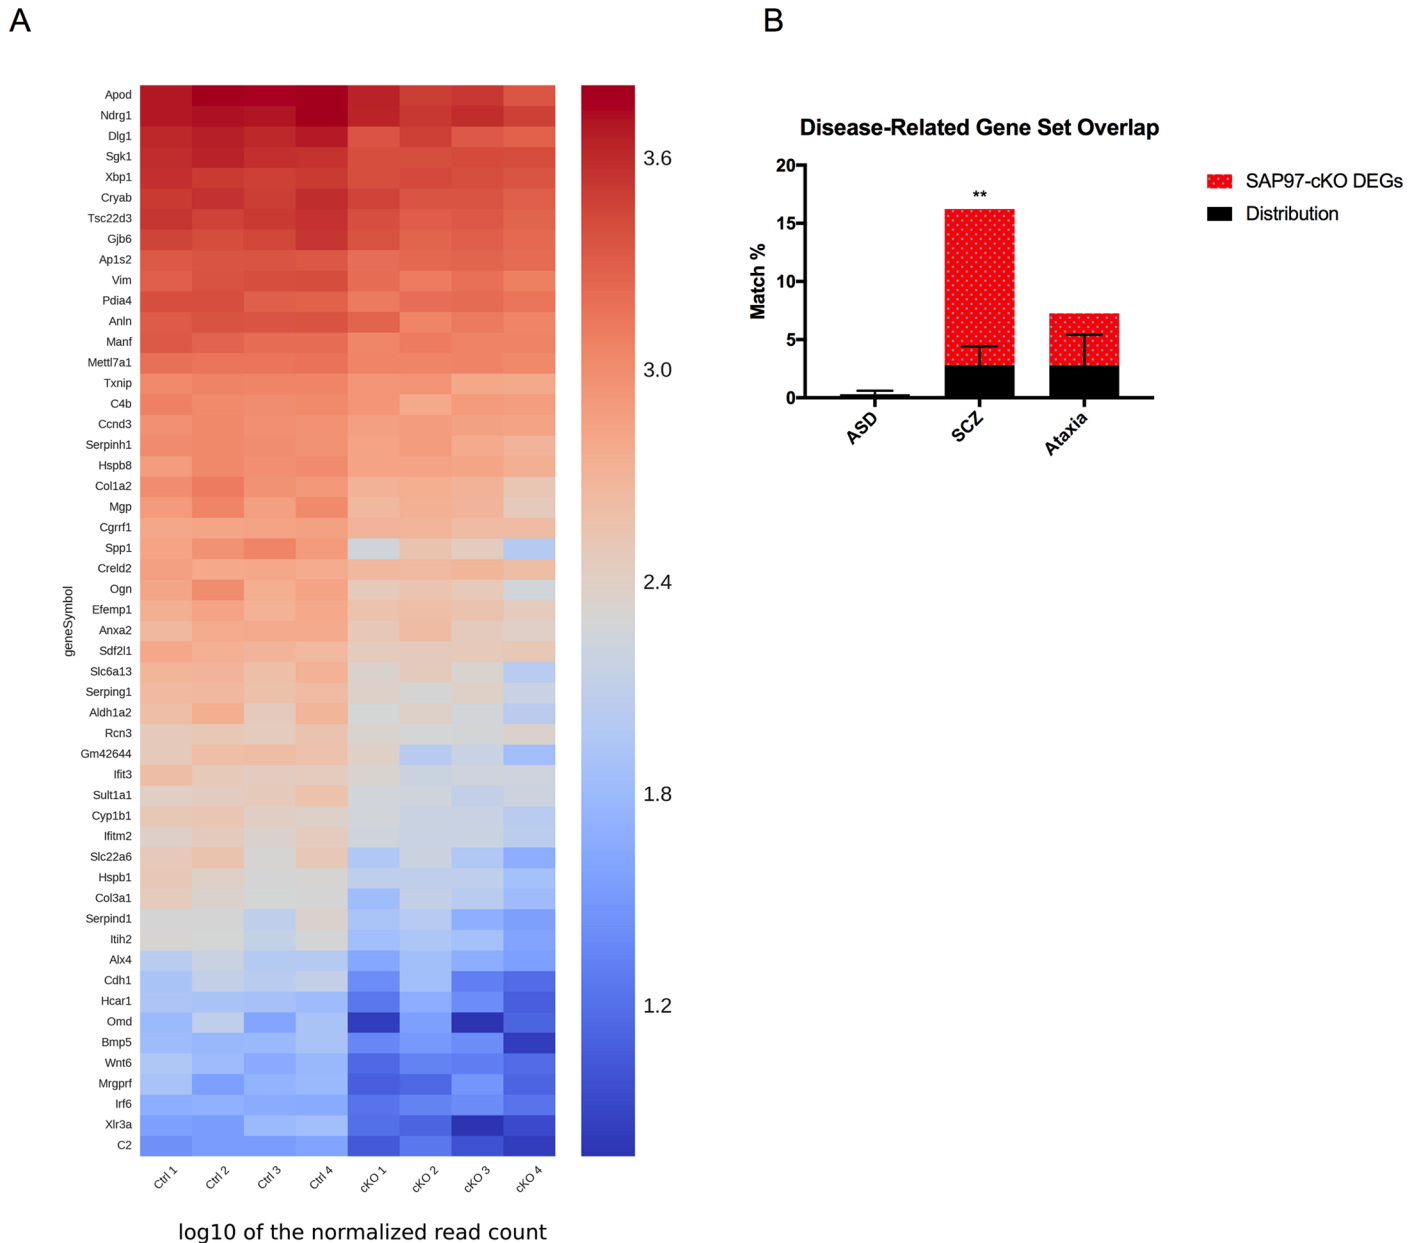 A
B
Apod
Ndrg1
Dlg1
Sgk1
Xbp1
Cryab
Tsc22d3
Gjb6
Ap1s2
Vim
Pdia4
Anln
Manf
Mettl7a1
Txnip
C4b
Ccnd3
Serpinh1
Hspb8
Col1a2
Mgp
Cgrrf1
Spp1
Creld2
Ogn
Efemp1
Anxa2
Sdf2l1
Slc6a13
Serping1
Aldh1a2
Rcn3
Gm42644
Ifit3
Sult1a1
Cyp1b1
Ifitm2
Slc22a6
Hspb1
Col3a1
Serpind1
Itih2
Alx4
Cdh1
Hcar1
Omd
Bmp5
Wnt6
Mrgprf
Irf6
Xlr3a
C2
geneSymbol
Ctrl 1
Ctrl 2
Ctrl 3
Ctrl 4
cKO 1
cKO 2
cKO 3
cKO 4
log10 of the normalized read count
3.6
3.0
2.4
1.8
1.2
Disease-Related Gene Set Overlap
Match %
20
15
10
5
0
**
ASD
SCZ
Ataxia
SAP97-cKO DEGs
Distribution